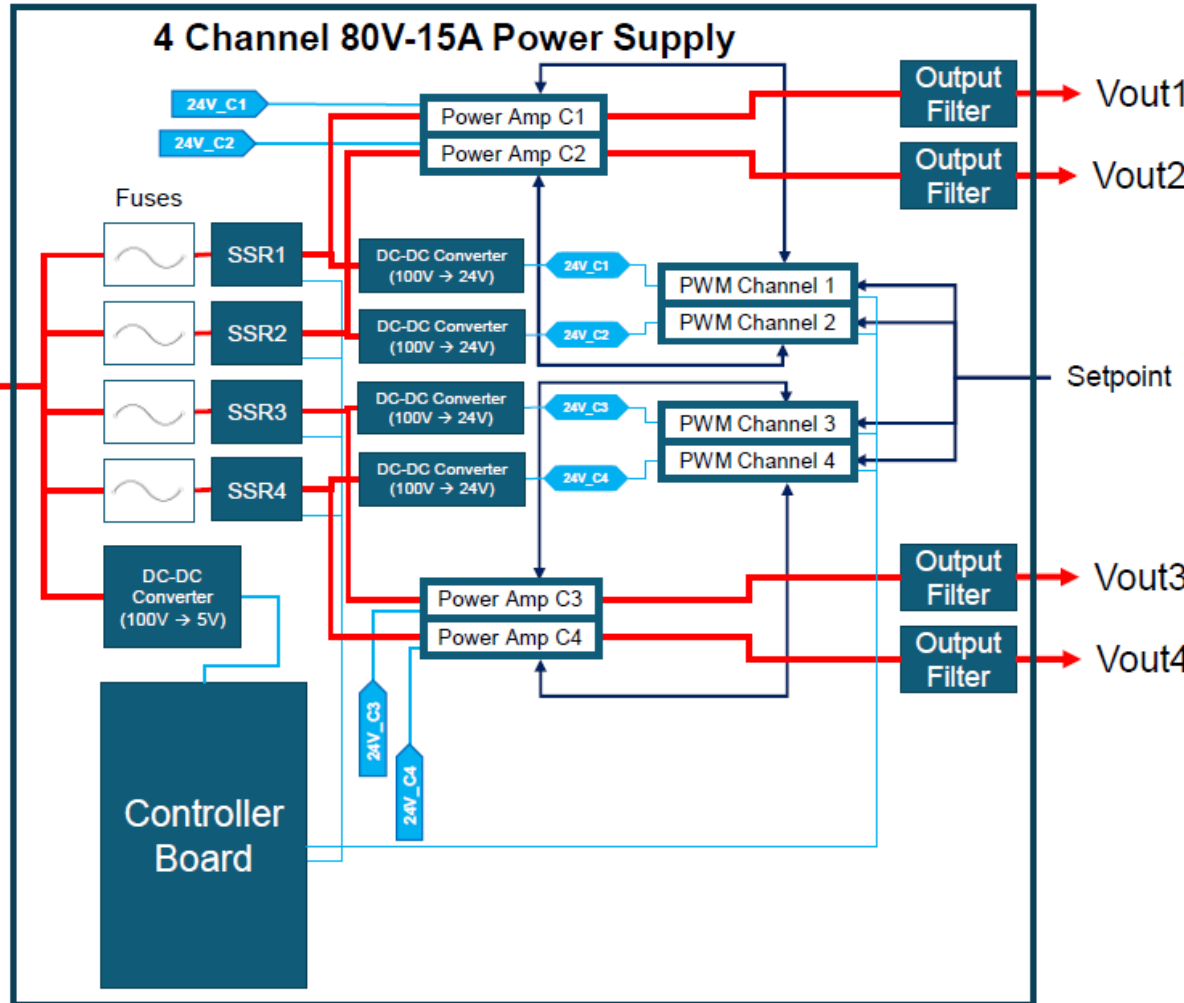 4 Channel 80V-15A Power Supply
24V_C1
24V_C2
Power Amp C1
Power Amp C2
Output
Filter
Vout1
Output
Filter
Vout2
Fuses
SSR1
SSR2
SSR3
SSR4
DC-DC Converter
(100V → 24V)
DC-DC Converter
(100V → 24V)
DC-DC Converter
(100V → 24V)
DC-DC Converter
(100V → 24V)
24V_C1
24V_C2
24V_C3
24V_C4
PWM Channel 1
PWM Channel 2
PWM Channel 3
PWM Channel 4
Setpoint
DC-DC
Converter
(100V → 5V)
Power Amp C3
Power Amp C4
Output
Filter
Vout3
Output
Filter
Vout4
24V_C3
24V_C4
Controller
Board